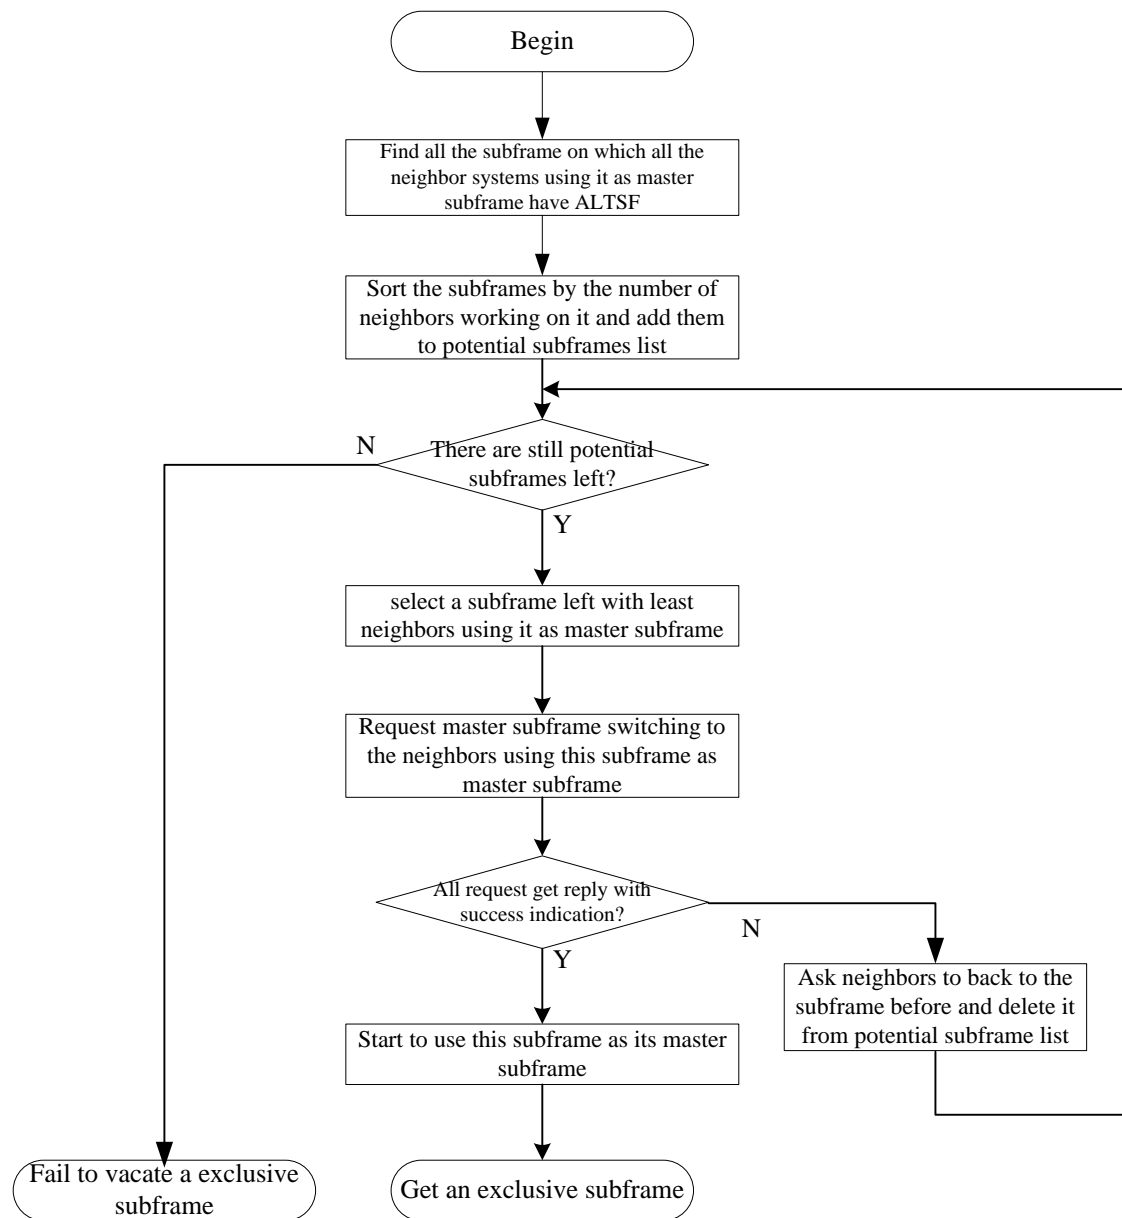 Begin
Find all the subframe on which all the
neighbor systems using it as master
subframe have ALTSF
Sort the subframes by the number of
neighbors working on it and add them
to potential subframes list
N
There are still potential
subframes left?
Y
select a subframe left with least
neighbors using it as master subframe
Request master subframe switching to
the neighbors using this subframe as
master subframe
All request get reply with
success indication?
N
Y
Ask neighbors to back to the
subframe before and delete it
from potential subframe list
Start to use this subframe as its master
subframe
Fail to vacate a exclusive
subframe
Get an exclusive subframe